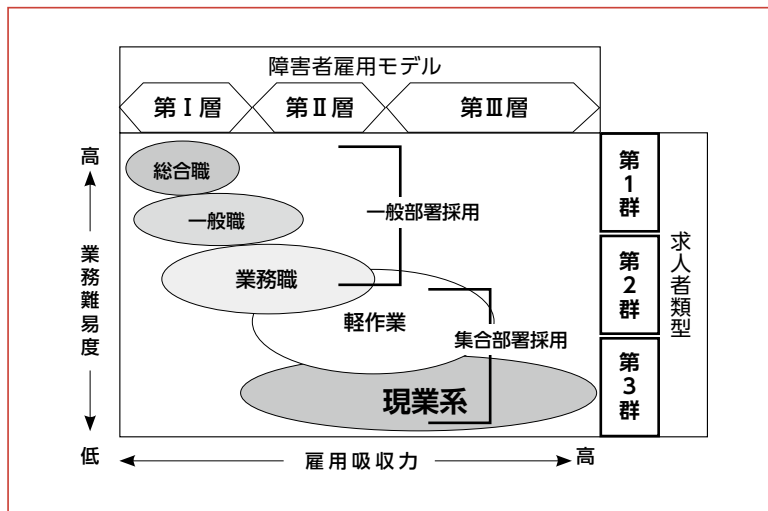 障害者雇用モデル
第Ⅰ層
第Ⅱ層
第Ⅲ層
高
業務難易度
低
総合職
一般職
業務職
軽作業
現業系
一般部署採用
集合部署採用
第1群
第2群
第3群
求人者類型
雇用吸収力
高